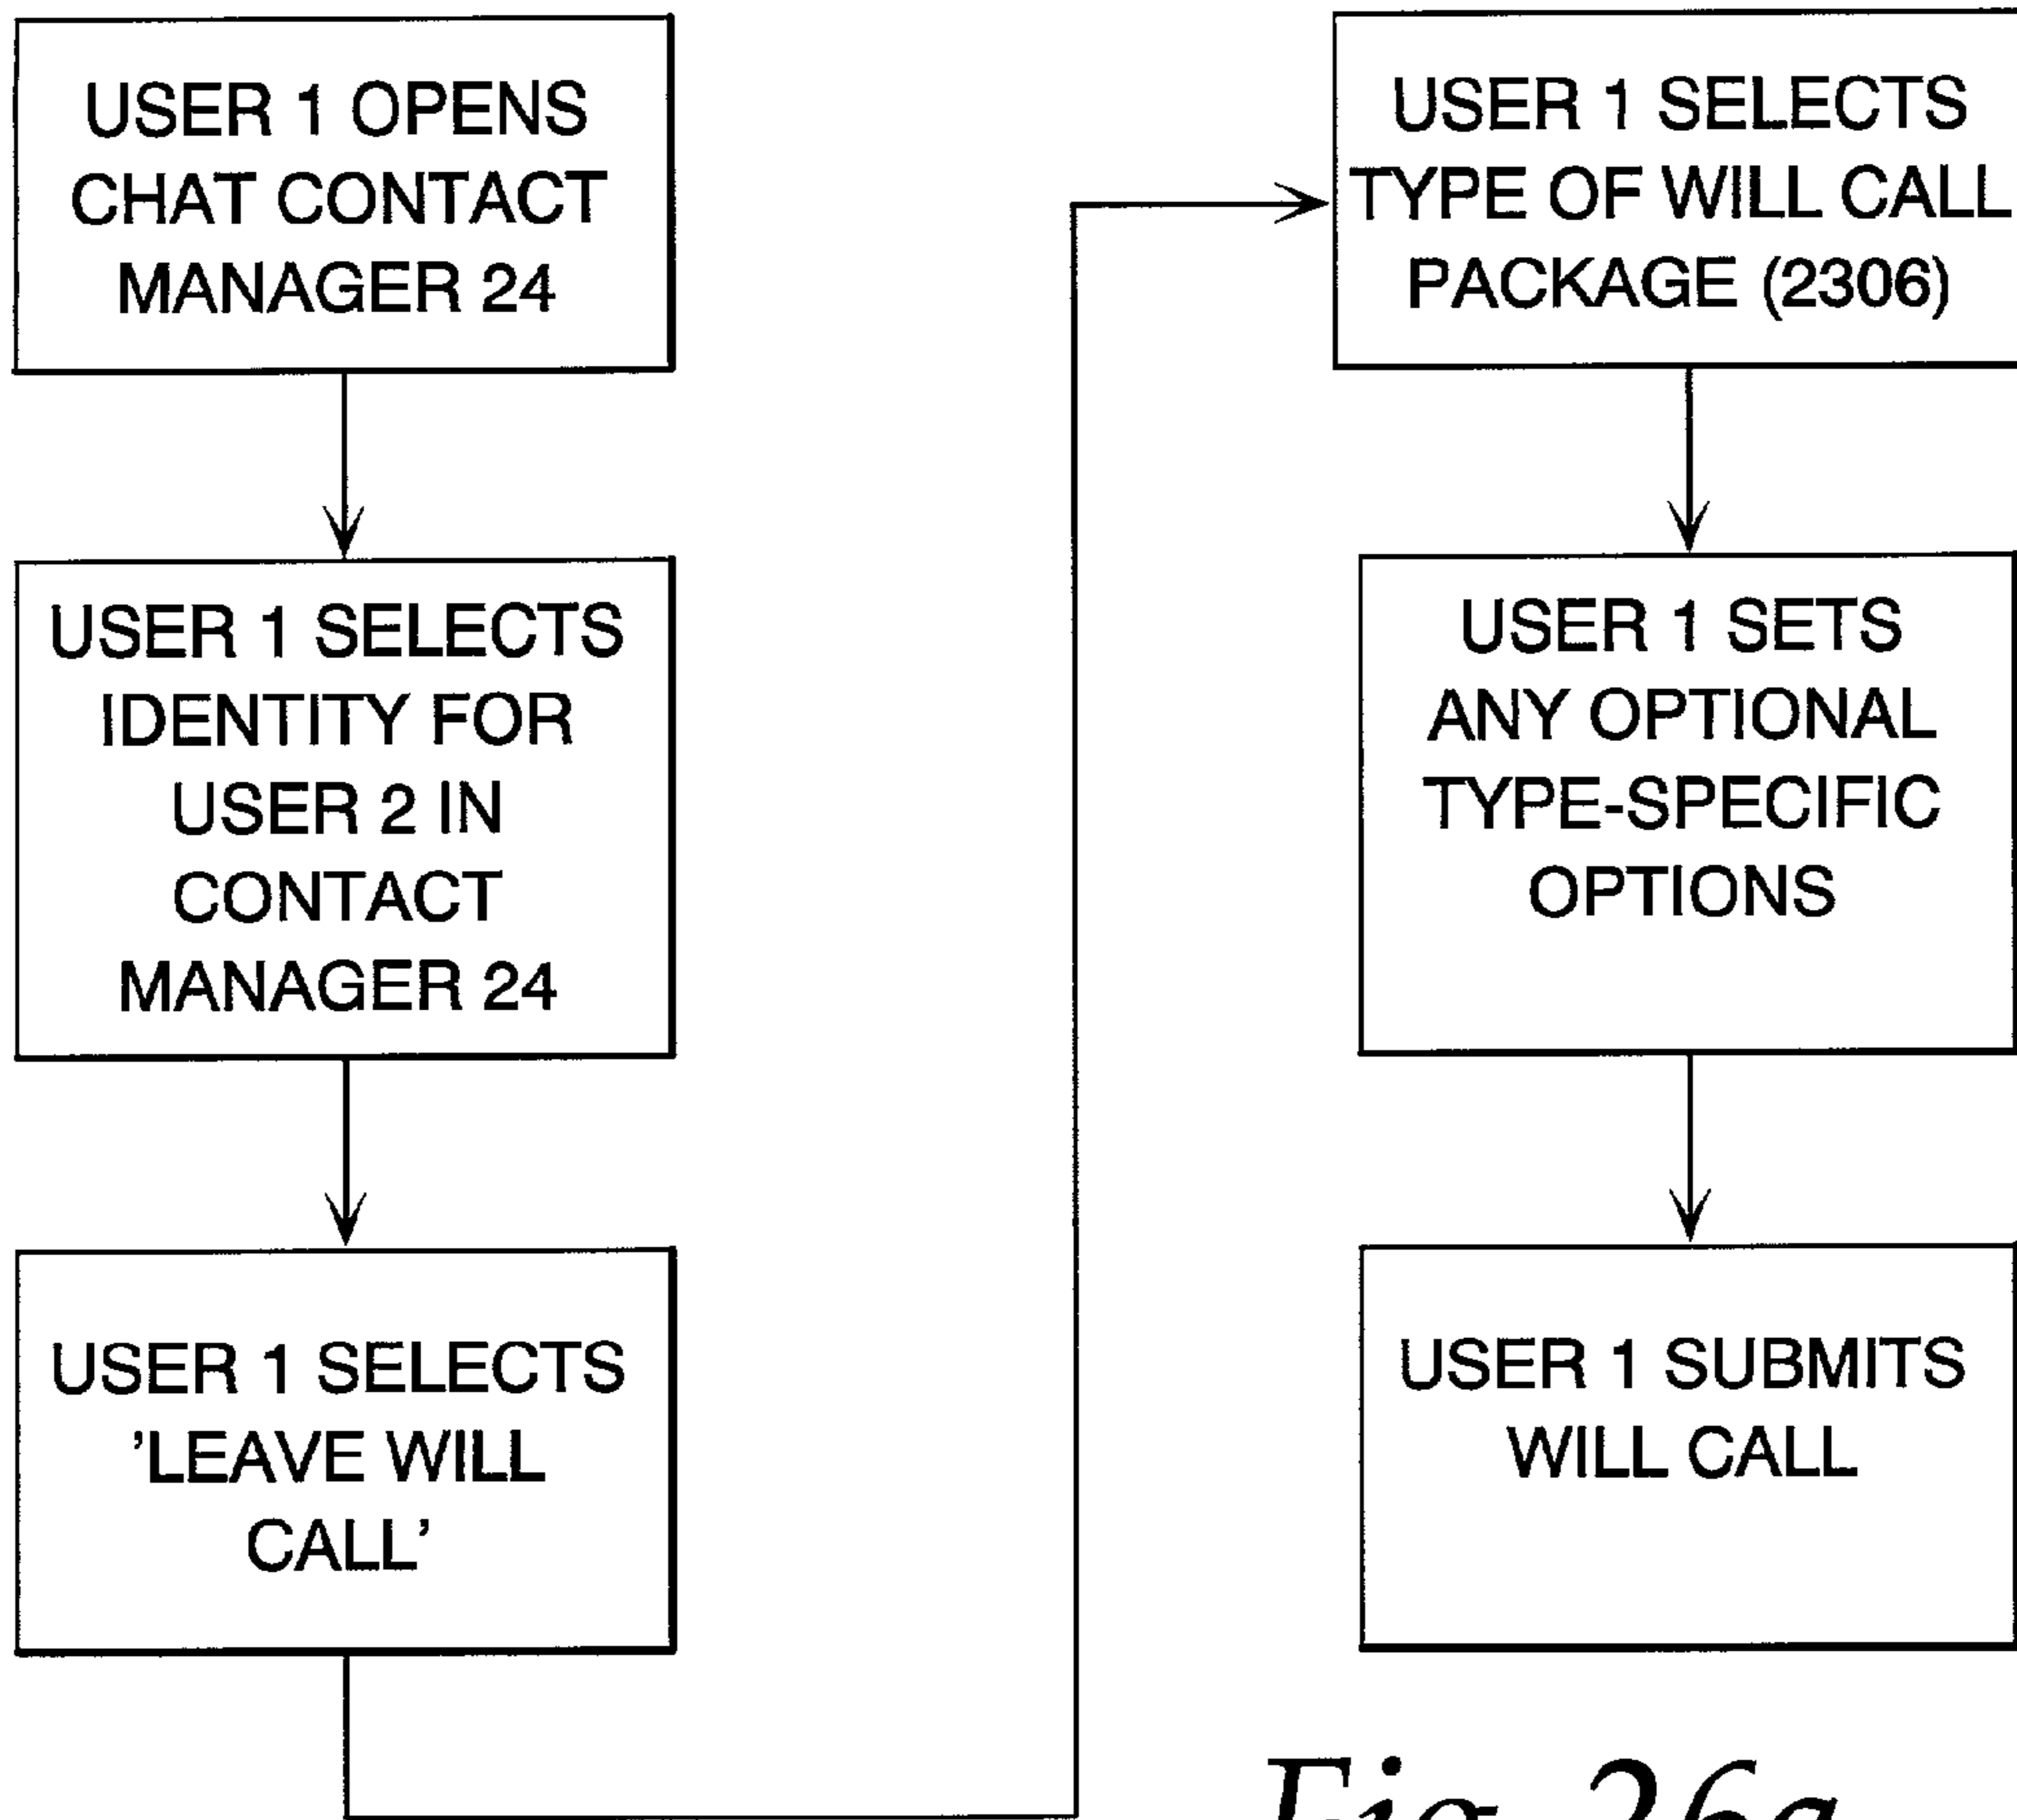 USER 1 OPENS
CHAT CONTACT
MANAGER 24
USER 1 SELECTS
IDENTITY FOR
USER 2 IN
CONTACT
MANAGER 24
USER 1 SELECTS
'LEAVE WILL
CALL'
USER 1 SELECTS
TYPE OF WILL CALL
PACKAGE (2306)
USER 1 SETS
ANY OPTIONAL
TYPE-SPECIFIC
OPTIONS
USER 1 SUBMITS
WILL CALL
Fig. 26a